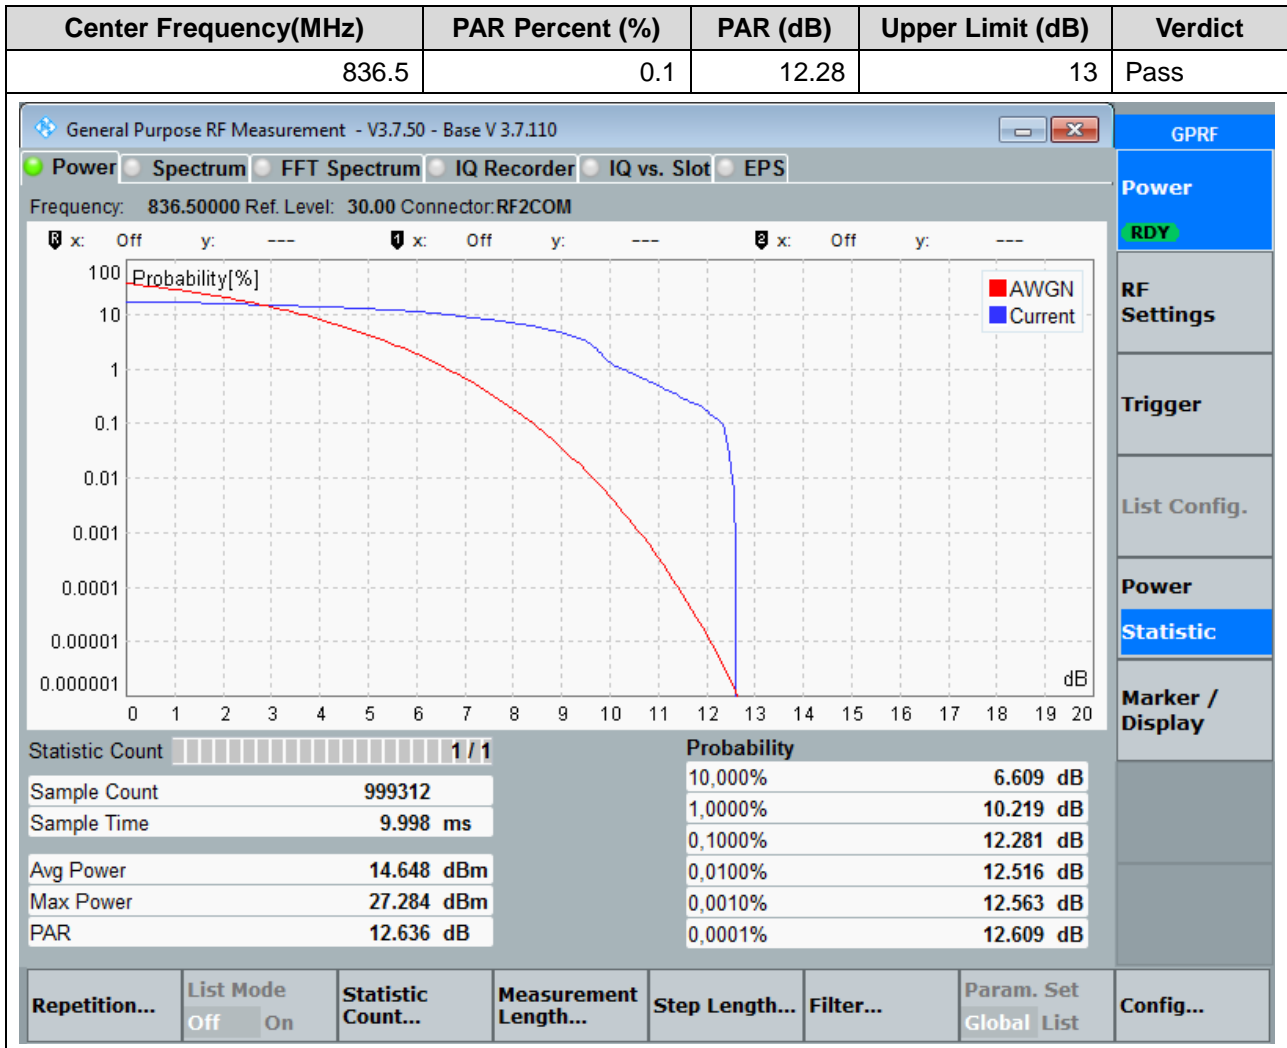 Center Frequency(MHz) PAR Percent (%) PAR (dB) Upper Limit (dB) Verdict
836.5 0.1 12.28 13 Pass
General Purpose RF Measurement - V3.7.50 - Base V 3.7.110
GPRF
Power Spectrum FFT Spectrum IQ Recorder IQ vs. Slot EPS
Power
RDY
Frequency: 836.50000 Ref. Level: 30.00 Connector: RF2COM
R x: Off y: --- 1 x: Off y: --- 2 x: Off y: ---
Probability[%]
AWGN
Current
100
10
1
0.1
0.01
0.001
0.0001
0.00001
0.000001
dB
0 1 2 3 4 5 6 7 8 9 10 11 12 13 14 15 16 17 18 19 20
RF
Settings
Trigger
List Config.
Power
Statistic
Marker /
Display
Statistic Count 1 / 1
Sample Count 999312
Sample Time 9.998 ms
Avg Power 14.648 dBm
Max Power 27.284 dBm
PAR 12.636 dB
Probability
10,000% 6.609 dB
1,0000% 10.219 dB
0,1000% 12.281 dB
0,0100% 12.516 dB
0,0010% 12.563 dB
0,0001% 12.609 dB
Repetition...
List Mode
Off On
Statistic
Count...
Measurement
Length...
Step Length...
Filter...
Param. Set
Global List
Config...